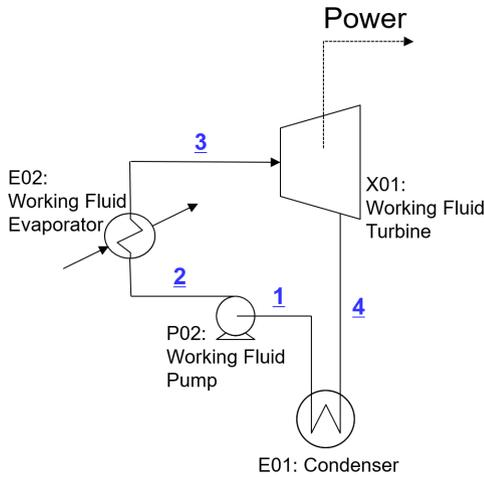 Power
3
E02:
Working Fluid
Evaporator
X01:
Working Fluid
Turbine
2
1
4
P02:
Working Fluid
Pump
E01: Condenser